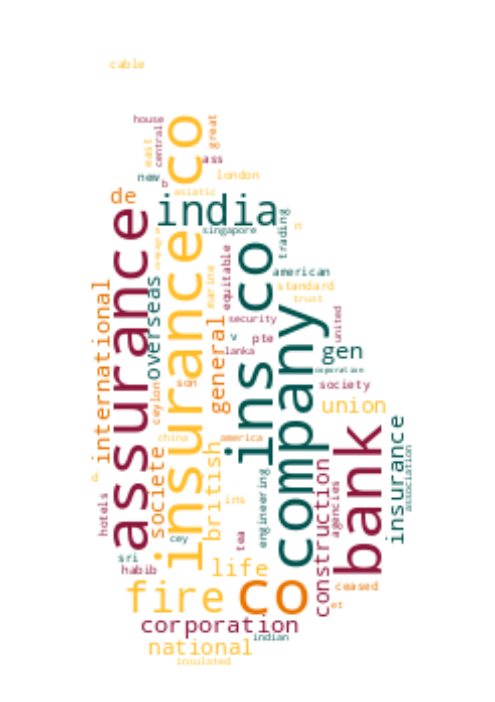 cable
house
central
great
east
ass
new
b
london
asiatic
de
india
insurance co
assurance
singapore
trading
n
ins co
company
international
overseas
marine
equitable
american
standard
trust
security
united
v
pte
lanka
gen
general
corporation
son
society
ceylon
union
china
america
societe
british
insurance
association
bank
construction
agencies
engineering
ins
hotels
d
cey
tea
sri
habib
life
ceased
fire
co
et
corporation
indian
national
insulated